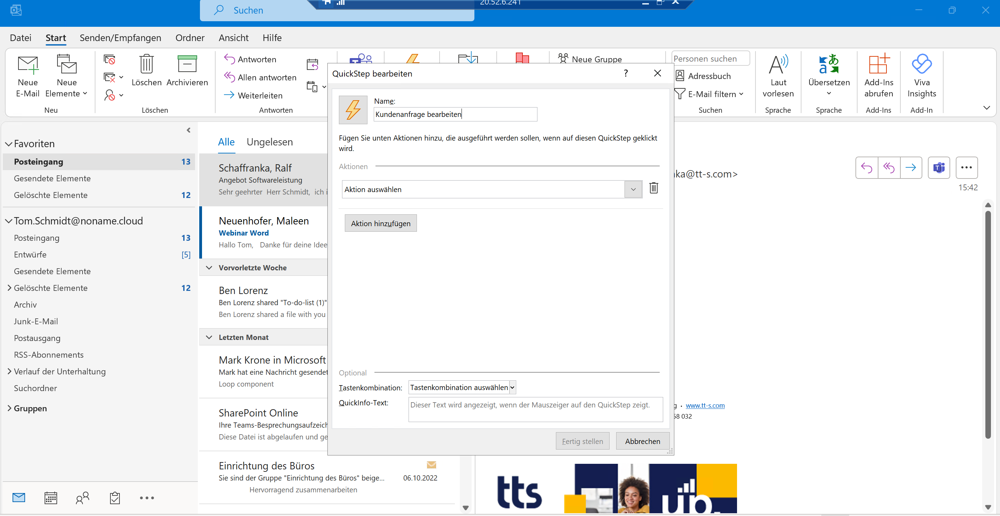 20.52.6.241
Suchen
Datei
Start
Senden/Empfangen
Ordner
Ansicht
Hilfe
Neue
E-Mail
Neue
Elemente
Neu
Löschen
Archivieren
Löschen
Antworten
Allen antworten
Weiterleiten
Antworten
Neue Gruppe
Personen suchen
Adressbuch
E-Mail filtern
Suchen
Laut
vorlesen
Sprache
Übersetzen
Sprache
Add-Ins
abrufen
Add-Ins
Viva
Insights
Add-In
Favoriten
Posteingang 13
Gesendete Elemente
Gelöschte Elemente 12
Tom.Schmidt@noname.cloud
Posteingang 13
Entwürfe [5]
Gesendete Elemente
Gelöschte Elemente 12
Archiv
Junk-E-Mail
Postausgang
RSS-Abonnements
Verlauf der Unterhaltung
Suchordner
Gruppen
Alle
Ungelesen
Schaffranka, Ralf
Angebot Softwareleistung
Sehr geehrter Herr Schmidt, ich i
Neuenhofer, Maleen
Webinar Word
Hallo Tom, Danke für deine Idee
Vorvorletzte Woche
Ben Lorenz
Ben Lorenz shared "To-do-list (1)"
Ben Lorenz shared a file with you
Letzten Monat
Mark Krone in Microsoft
Mark hat eine Nachricht gesendet
Loop component
SharePoint Online
Ihre Teams-Besprechungsaufzeich
Diese Datei ist abgelaufen und ge
Einrichtung des Büros
Sie sind der Gruppe "Einrichtung des Büros" beige... 06.10.2022
Hervorragend zusammenarbeiten
QuickStep bearbeiten
?
Name:
Kundenanfrage bearbeiten
Fügen Sie unten Aktionen hinzu, die ausgeführt werden sollen, wenn auf diesen QuickStep geklickt
wird.
Aktionen
Aktion auswählen
Aktion hinzufügen
Optional
Tastenkombination: Tastenkombination auswählen
QuickInfo-Text: Dieser Text wird angezeigt, wenn der Mauszeiger auf den QuickStep zeigt.
Fertig stellen
Abbrechen
ka@tt-s.com>
15:42
g • www.tt-s.com
58 032
tts